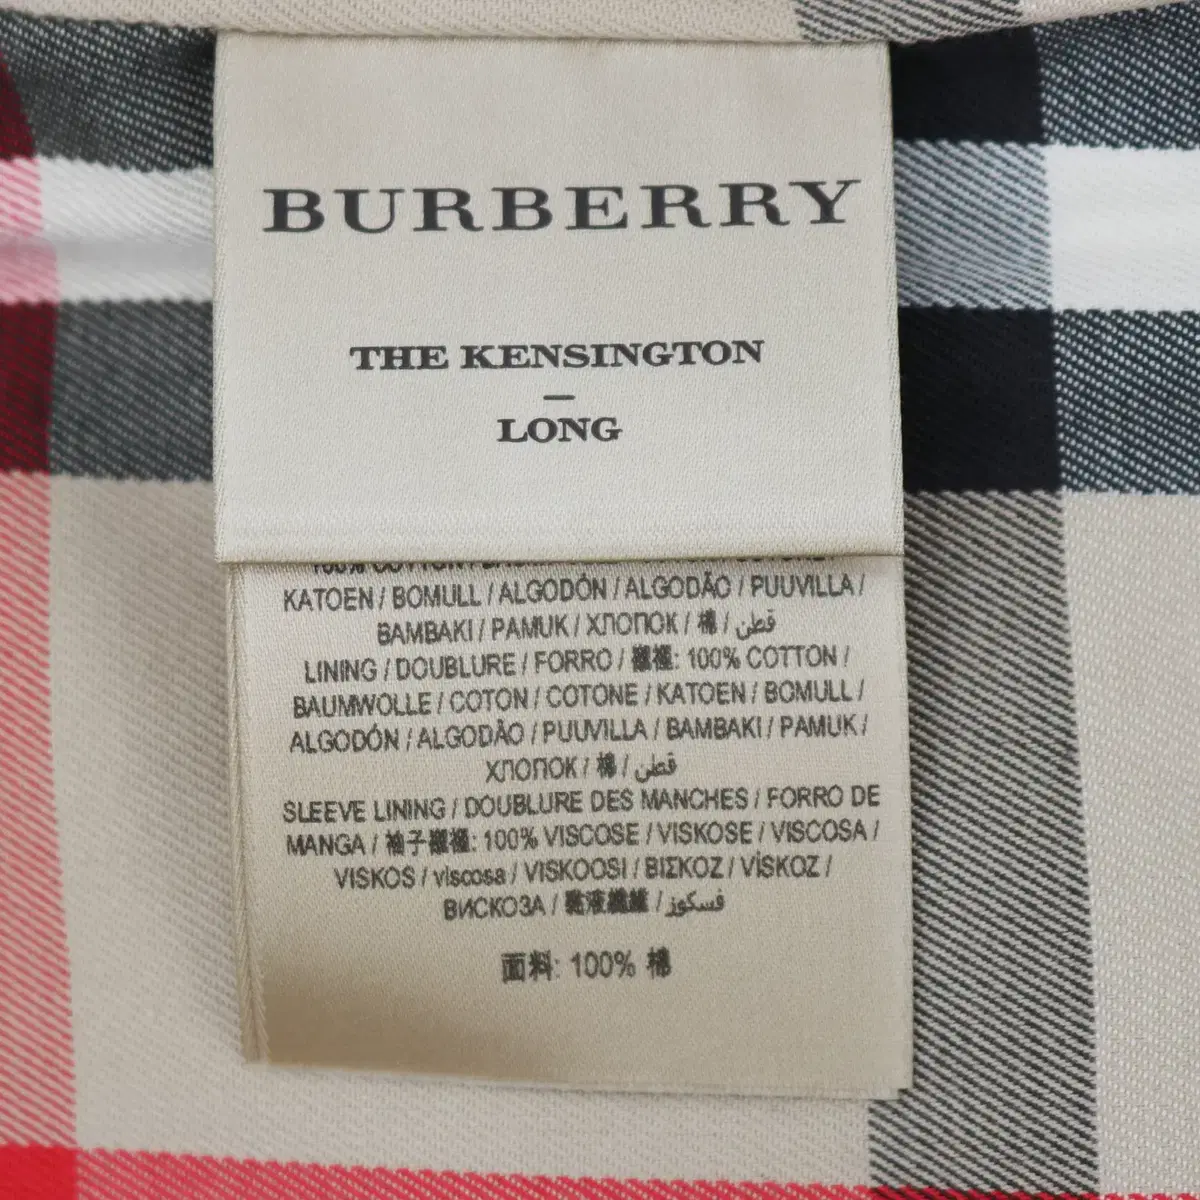 BURBERRY
THE KENSINGTON
–
LONG
100% COTTON /
KATOEN / BOMULL / ALGODÓN / ALGODÃO / PUUVILLA /
BAMBAKI / PAMUK / ХЛОПОК / 棉 / قطن
LINING / DOUBLURE / FORRO / 襯裡: 100% COTTON /
BAUMWOLLE / COTON / COTONE / KATOEN / BOMULL /
ALGODÓN / ALGODÃO / PUUVILLA / BAMBAKI / PAMUK /
ХЛОПОК / 棉 / قطن
SLEEVE LINING / DOUBLURE DES MANCHES / FORRO DE
MANGA / 袖子襯裡: 100% VISCOSE / VISKOSE / VISCOSA /
VISKOS / viscosa / VISKOOSI / ΒΙΣΚΟΖ / VİSKOZ /
ВИСКОЗА / 黏液纖維 / فسكوز
面料: 100% 棉